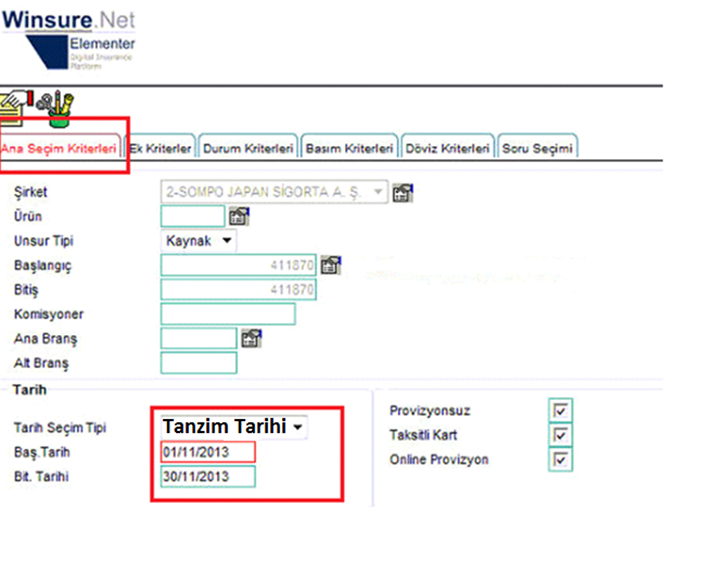 Winsure.Net
Elementer
Digital Insurance
Platform
Ana Seçim Kriterleri Ek Kriterler Durum Kriterleri Basım Kriterleri Döviz Kriterleri Soru Seçimi
Şirket 2-SOMPO JAPAN SİGORTA A. Ş.
Ürün
Unsur Tipi Kaynak
Başlangıç 411870
Bitiş 411870
Komisyoner
Ana Branş
Alt Branş
Tarih
Tarih Seçim Tipi Tanzim Tarihi
Baş.Tarih 01/11/2013
Bit. Tarihi 30/11/2013
Provizyonsuz
Taksitli Kart
Online Provizyon